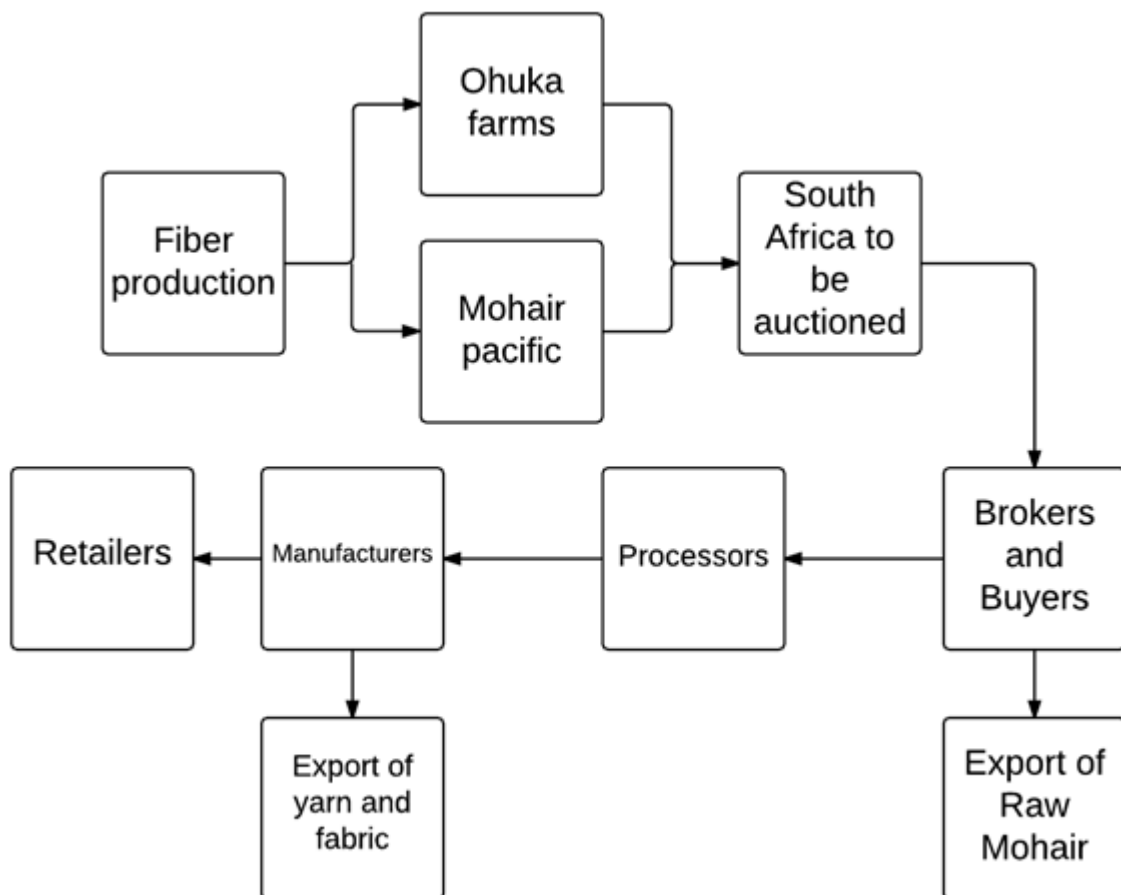 Ohuka
farms
Fiber
production
Mohair
pacific
South
Africa to
be
auctioned
Retailers
Manufacturers
Processors
Brokers
and
Buyers
Export of
yarn and
fabric
Export of
Raw
Mohair